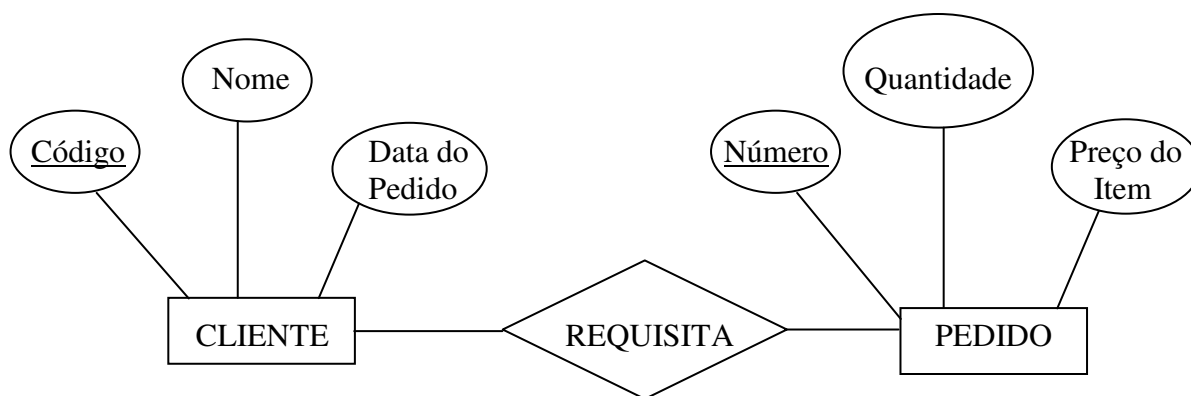 Nome
Quantidade
Código
Data do
Pedido
Número
Preço do
Item
CLIENTE
REQUISITA
PEDIDO